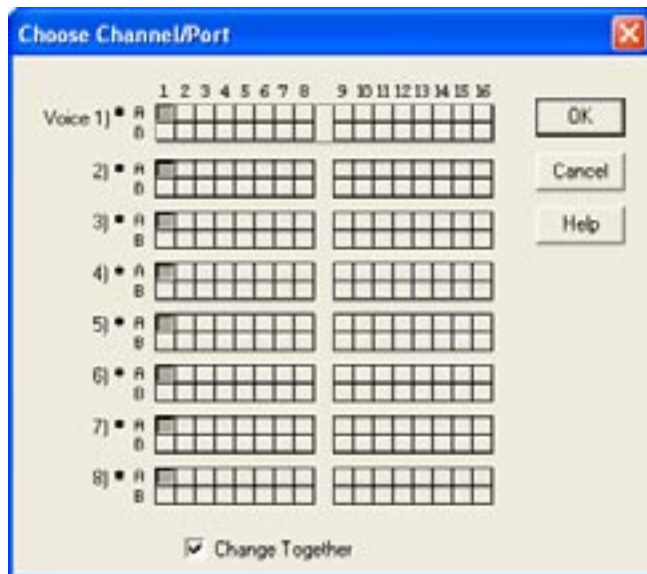 Choose Channel/Port
1 2 3 4 5 6 7 8 9 10 11 12 13 14 15 16
Voice 1) A
B
OK
2) A
B
Cancel
3) A
B
Help
4) A
B
5) A
B
6) A
B
7) A
B
8) A
B
Change Together